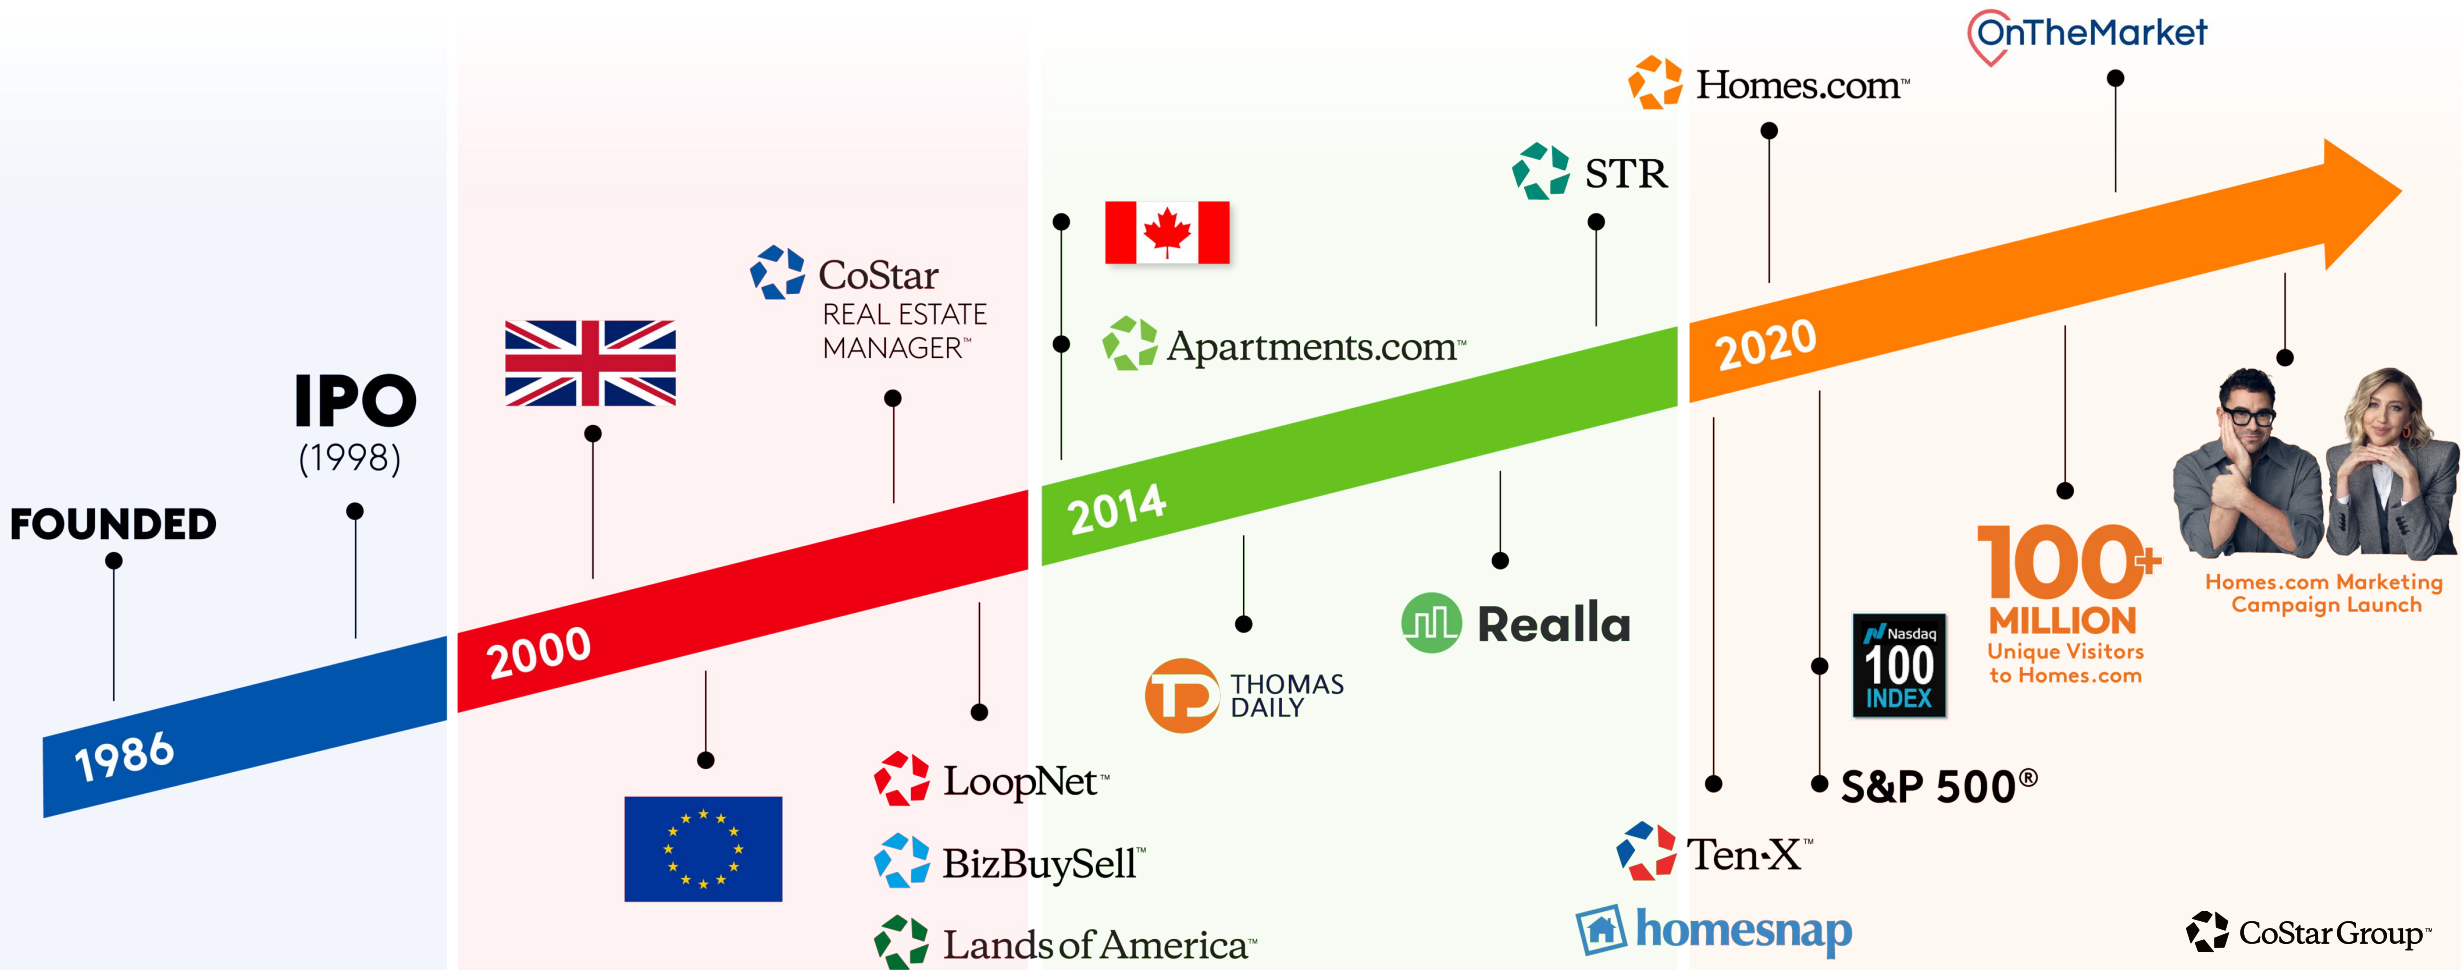 FOUNDED
1986
IPO
(1998)
2000
CoStar
REAL ESTATE
MANAGER™
LoopNet™
BizBuySell™
Lands of America™
2014
Apartments.com™
THOMAS
DAILY
Realla
STR
2020
Homes.com™
Ten-X™
homesnap
Nasdaq
100
INDEX
S&P 500®
OnTheMarket
100+
MILLION
Unique Visitors
to Homes.com
Homes.com Marketing
Campaign Launch
CoStar Group™